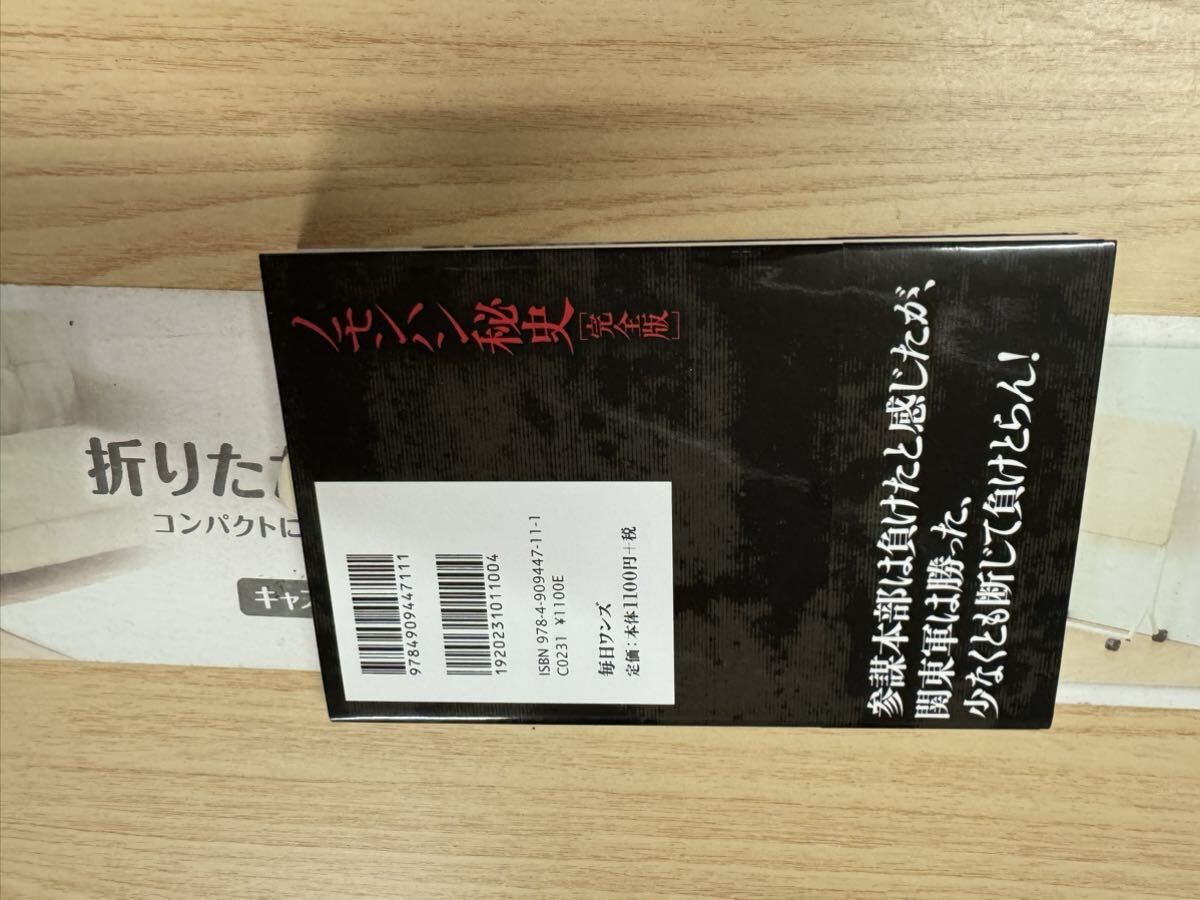 ノモンハン秘史[完全版]
9784909447111
1920231011004
ISBN 978-4-909447-11-1
C0231 ¥1100E
毎日ワンズ
定価:本体1100円+税
参謀本部は負けたと感じたが、
関東軍は勝った、
少なくとも断じて負けとらん!
折りた
コンパクトに
キャ